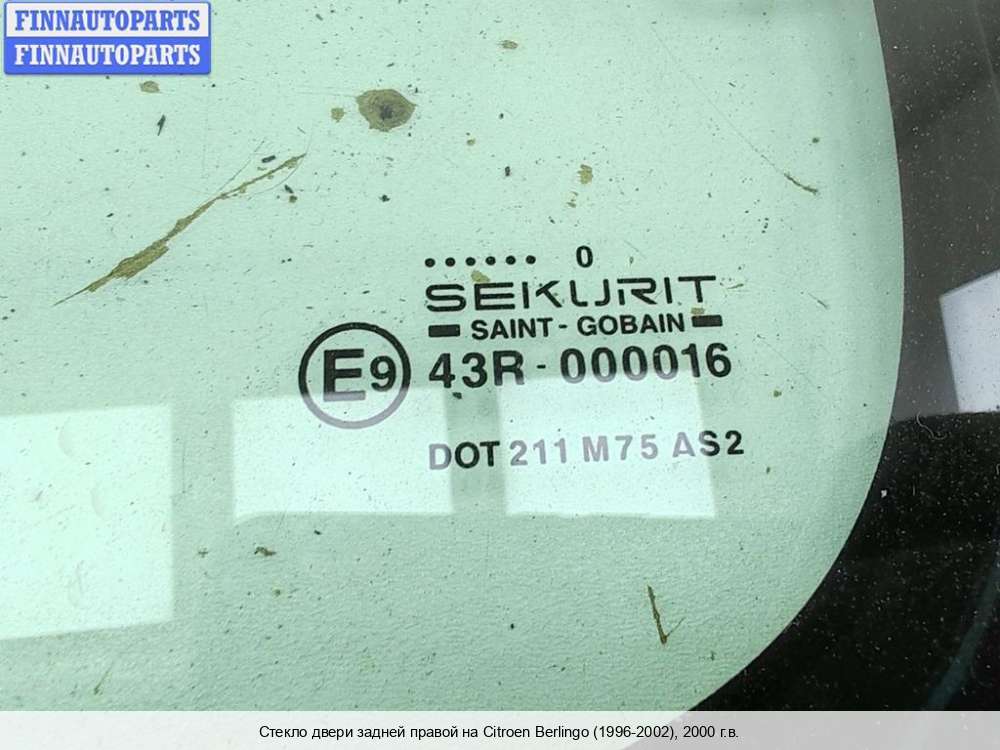 FINNAUTOPARTS
FINNAUTOPARTS
...... 0
SEKURIT
SAINT - GOBAIN
E9 43R - 000016
DOT 211 M75 AS2
Стекло двери задней правой на Citroen Berlingo (1996-2002), 2000 г.в.